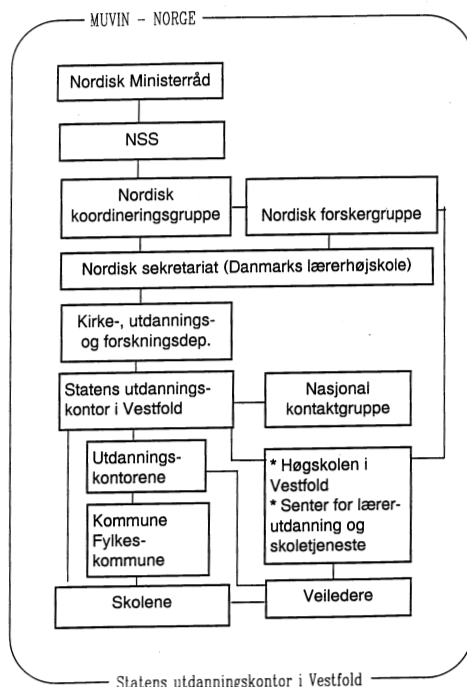 MUVIN - NORGE
Nordisk Ministerråd
NSS
Nordisk
koordineringsgruppe
Nordisk forskergruppe
Nordisk sekretariat (Danmarks lærerhøjskole)
Kirke-, utdannings-
og forskningsdep.
Statens utdannings-
kontor i Vestfold
Nasjonal
kontaktgruppe
Utdannings-
kontorene
* Høgskolen i
Vestfold
* Senter for lærer-
utdanning og
skoletjeneste
Kommune
Fylkes-
kommune
Skolene
Veiledere
Statens utdanningskontor i Vestfold